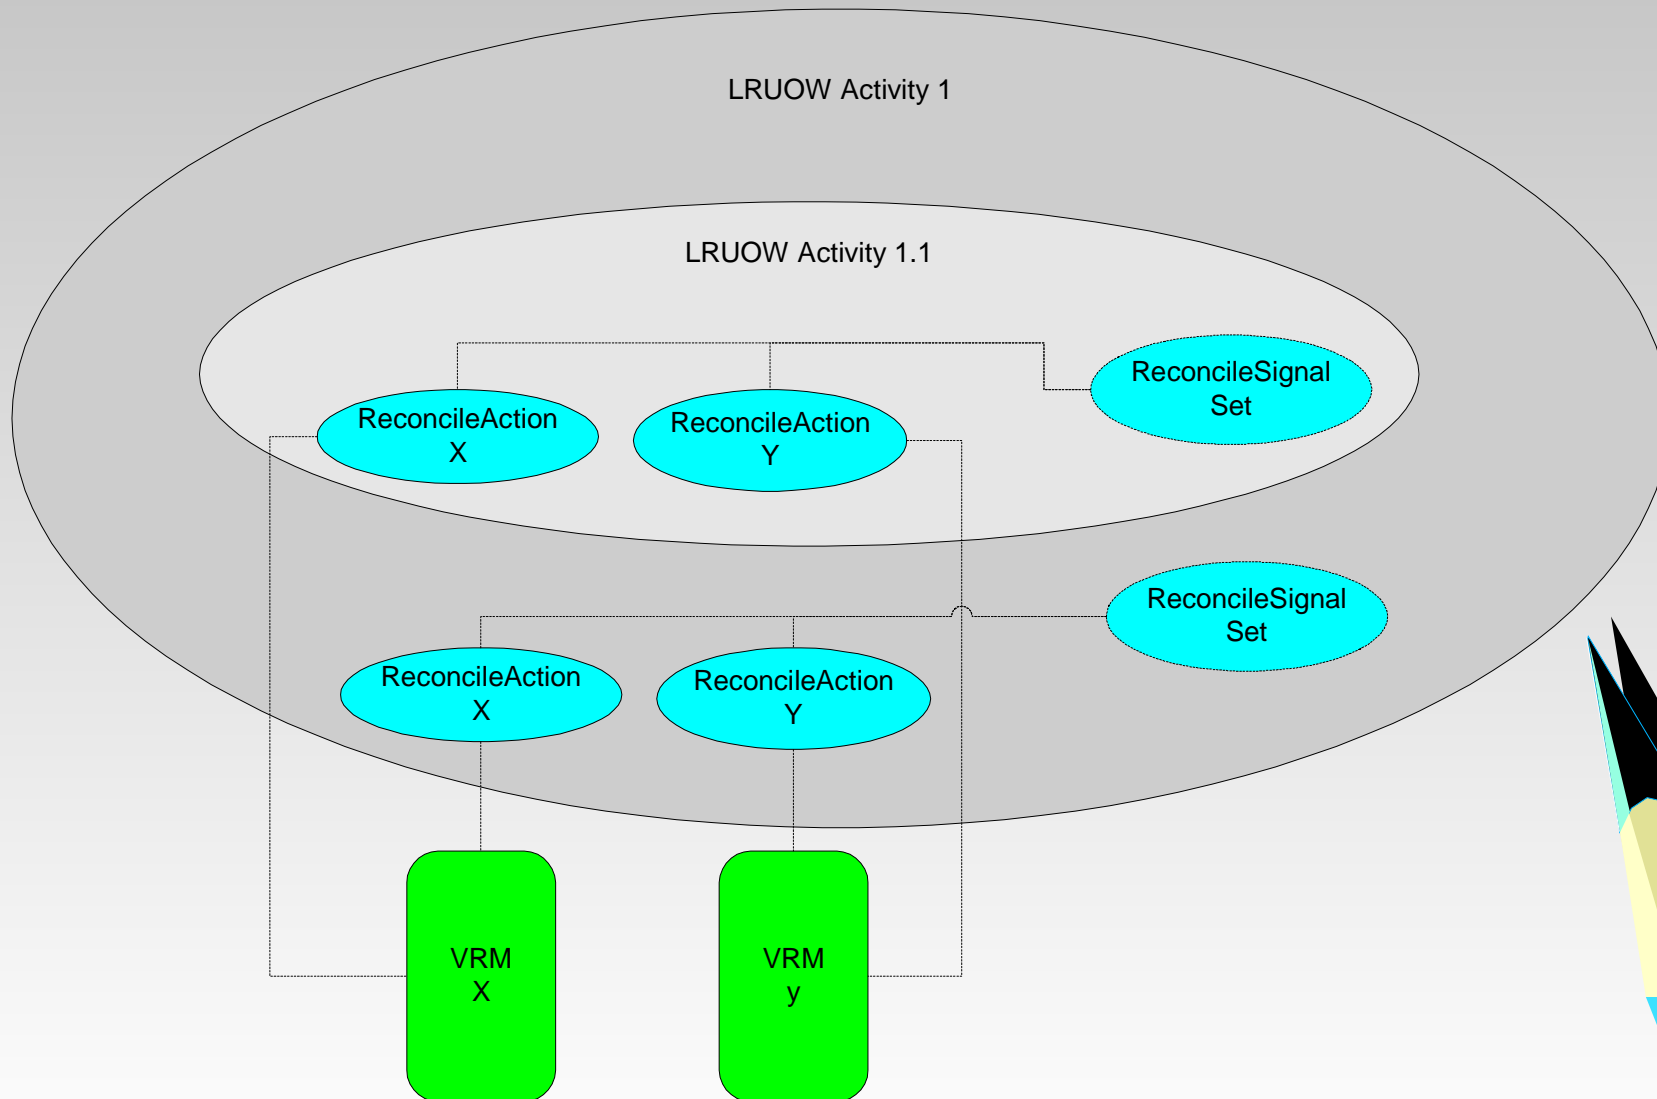 LRUOW Activity 1
LRUOW Activity 1.1
ReconcileSignal
Set
ReconcileAction
X
ReconcileAction
Y
ReconcileSignal
Set
ReconcileAction
X
ReconcileAction
Y
VRM
X
VRM
y